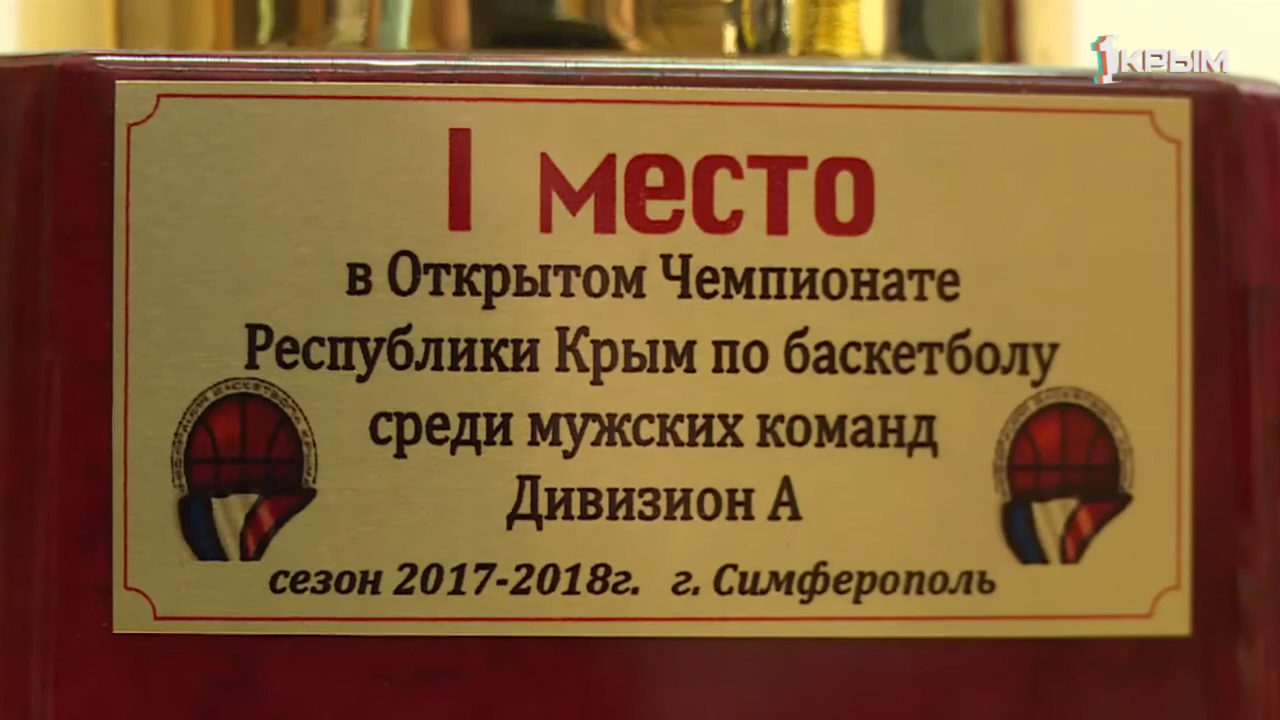 1КРЫМ
I место
в Открытом Чемпионате
Республики Крым по баскетболу
среди мужских команд
Дивизион А
сезон 2017-2018г. г. Симферополь